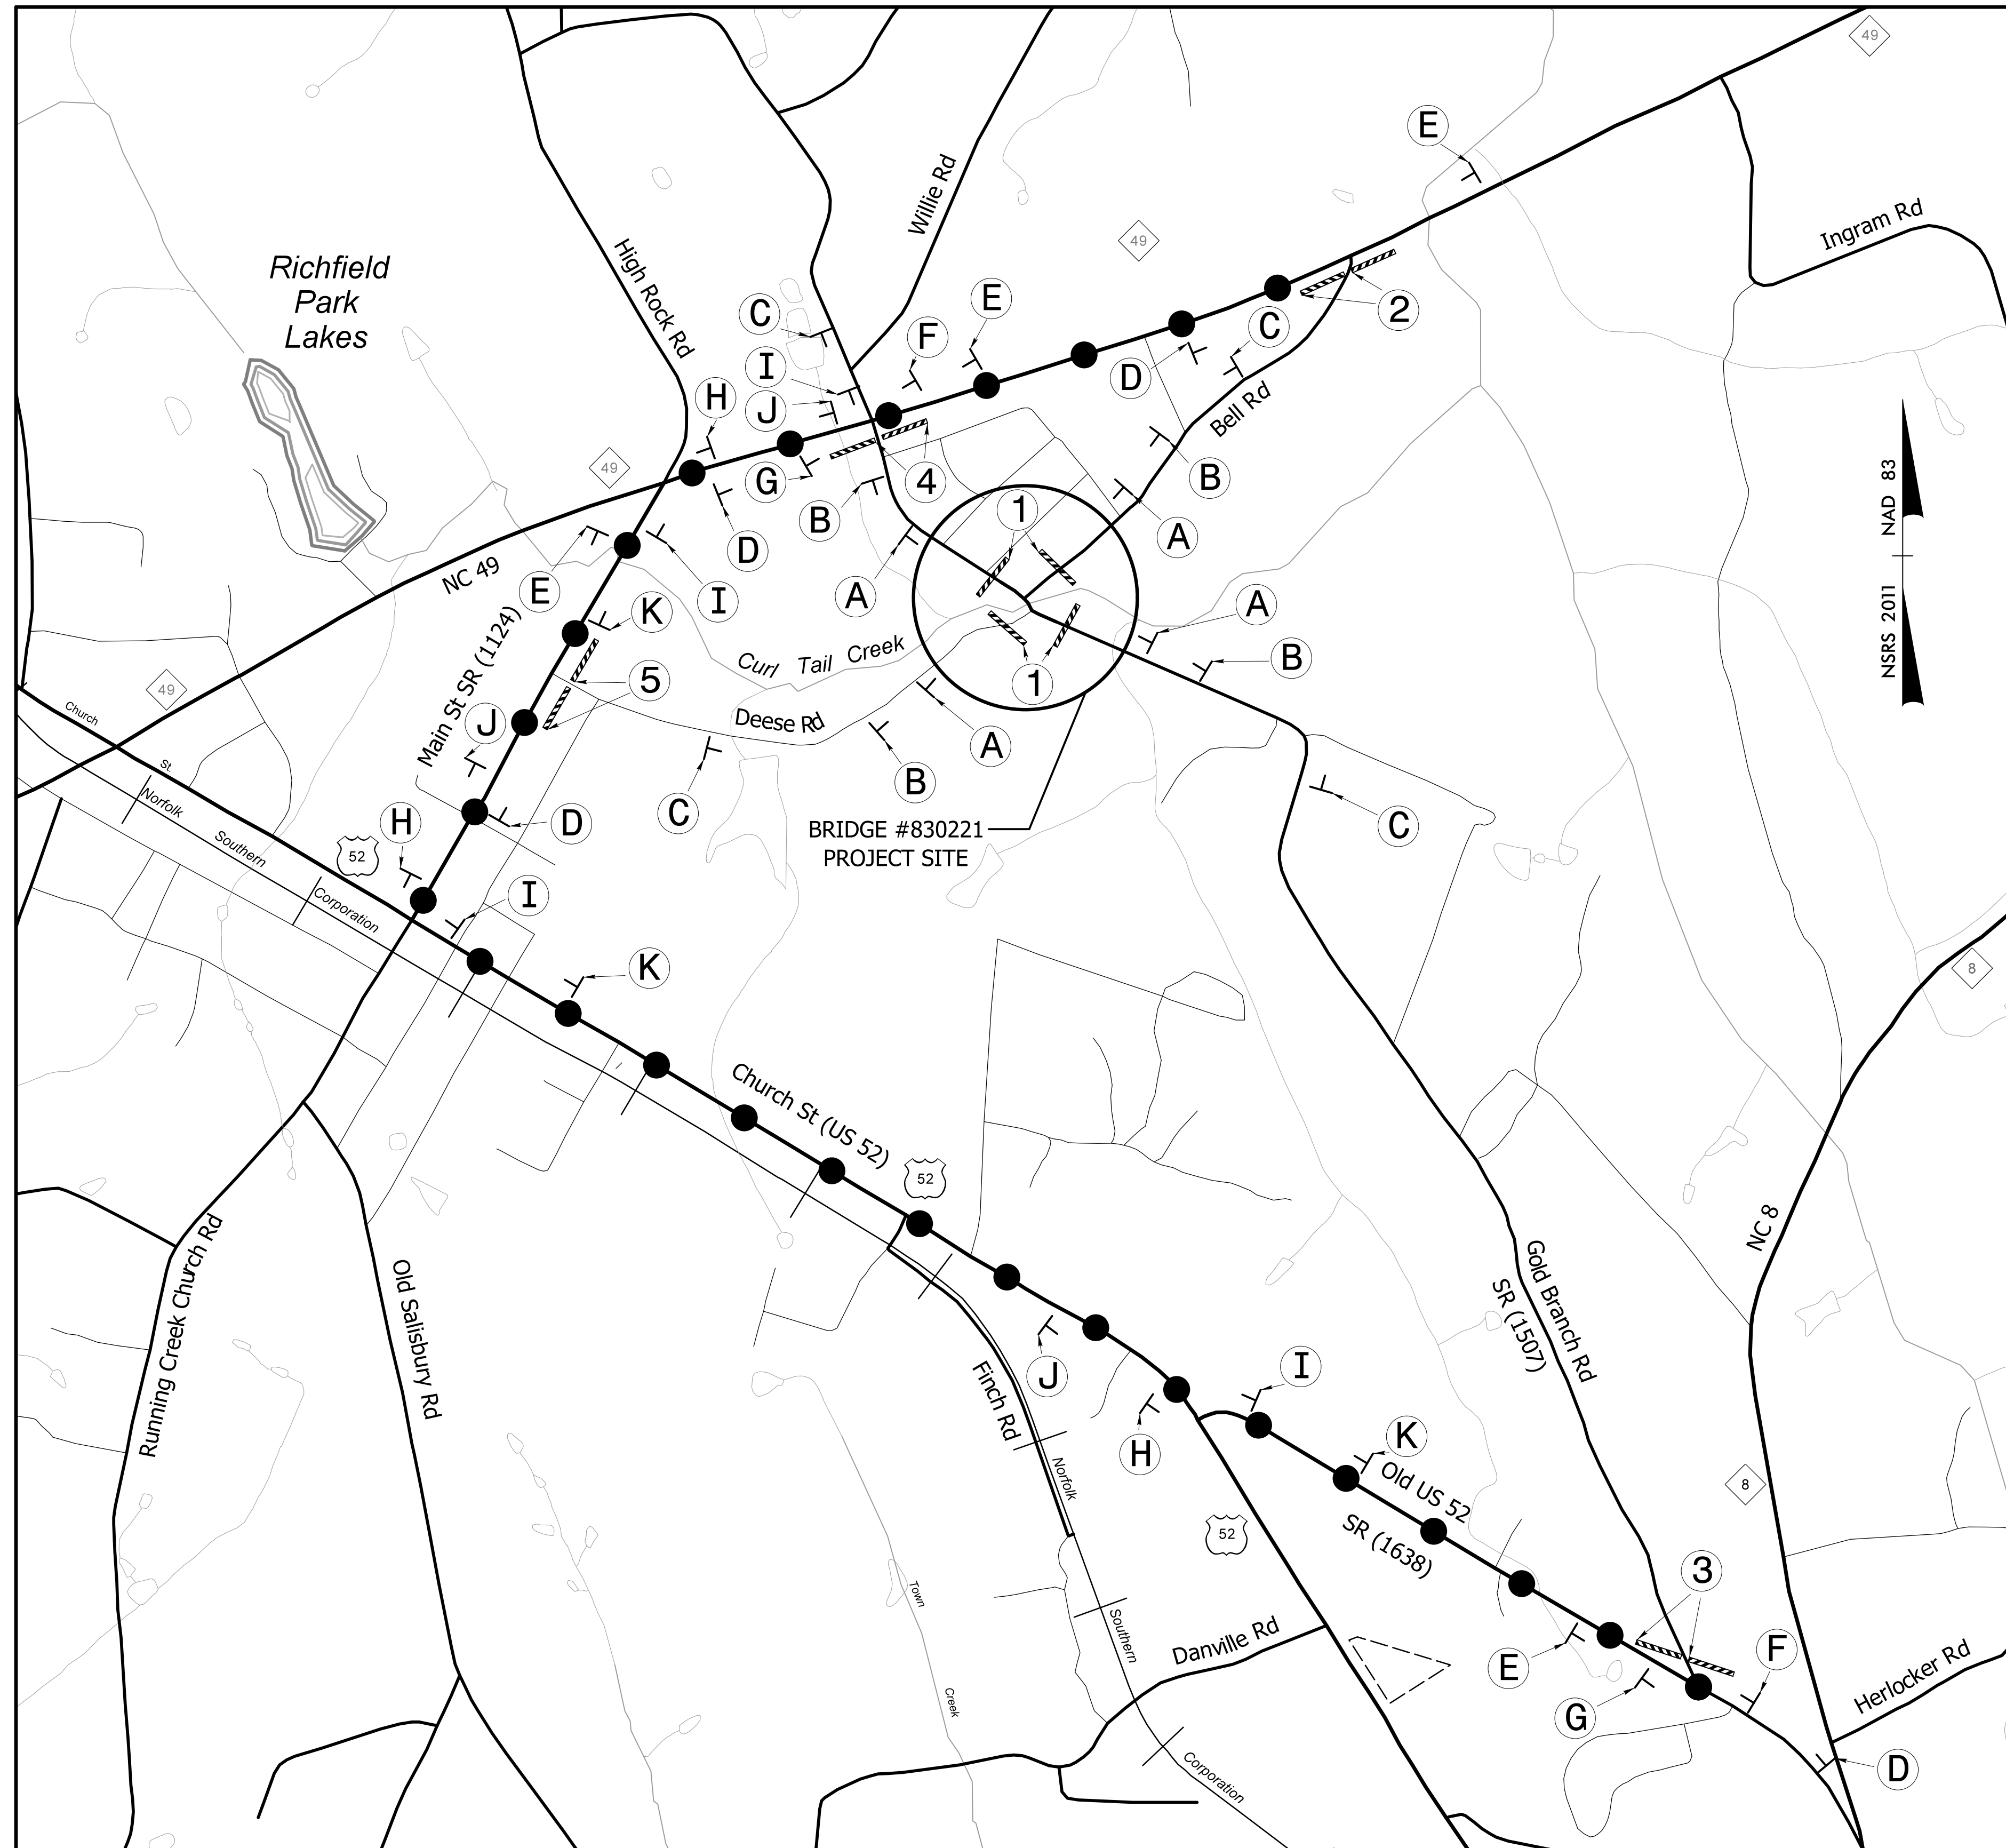 49
E
Ingram Rd
Willie Rd
49
High Rock Rd
Richfield
Park
Lakes
C
E
F
2
C
I
D
H
J
Bell Rd
49
G
4
B
B
1
A
D
A
NAD 83
NSRS 2011
NC 49
E
I
A
K
A
Curl Tail Creek
B
Main St SR (1124)
5
1
49
Church
St.
J
Deese Rd
A
B
C
Norfolk
Southern
Corporation
H
D
C
52
BRIDGE #830221
PROJECT SITE
I
K
8
Church St (US 52)
52
NC 8
Running Creek Church Rd
Old Salisbury Rd
Gold Branch Rd
SR (1507)
Finch Rd
J
I
H
K
Norfolk
Old US 52
SR (1638)
8
52
3
Town
Creek
Southern
Corporation
Danville Rd
E
F
G
Herlocker Rd
D